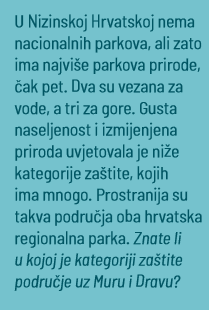 U Nizinskoj Hrvatskoj nema
nacionalnih parkova, ali zato
ima najviše parkova prirode,
čak pet. Dva su vezana za
vode, a tri za gore. Gusta
naseljenost i izmijenjena
priroda uvjetovala je niže
kategorije zaštite, kojih
ima mnogo. Prostranija su
takva područja oba hrvatska
regionalna parka. Znate li
u kojoj je kategoriji zaštite
područje uz Muru i Dravu?